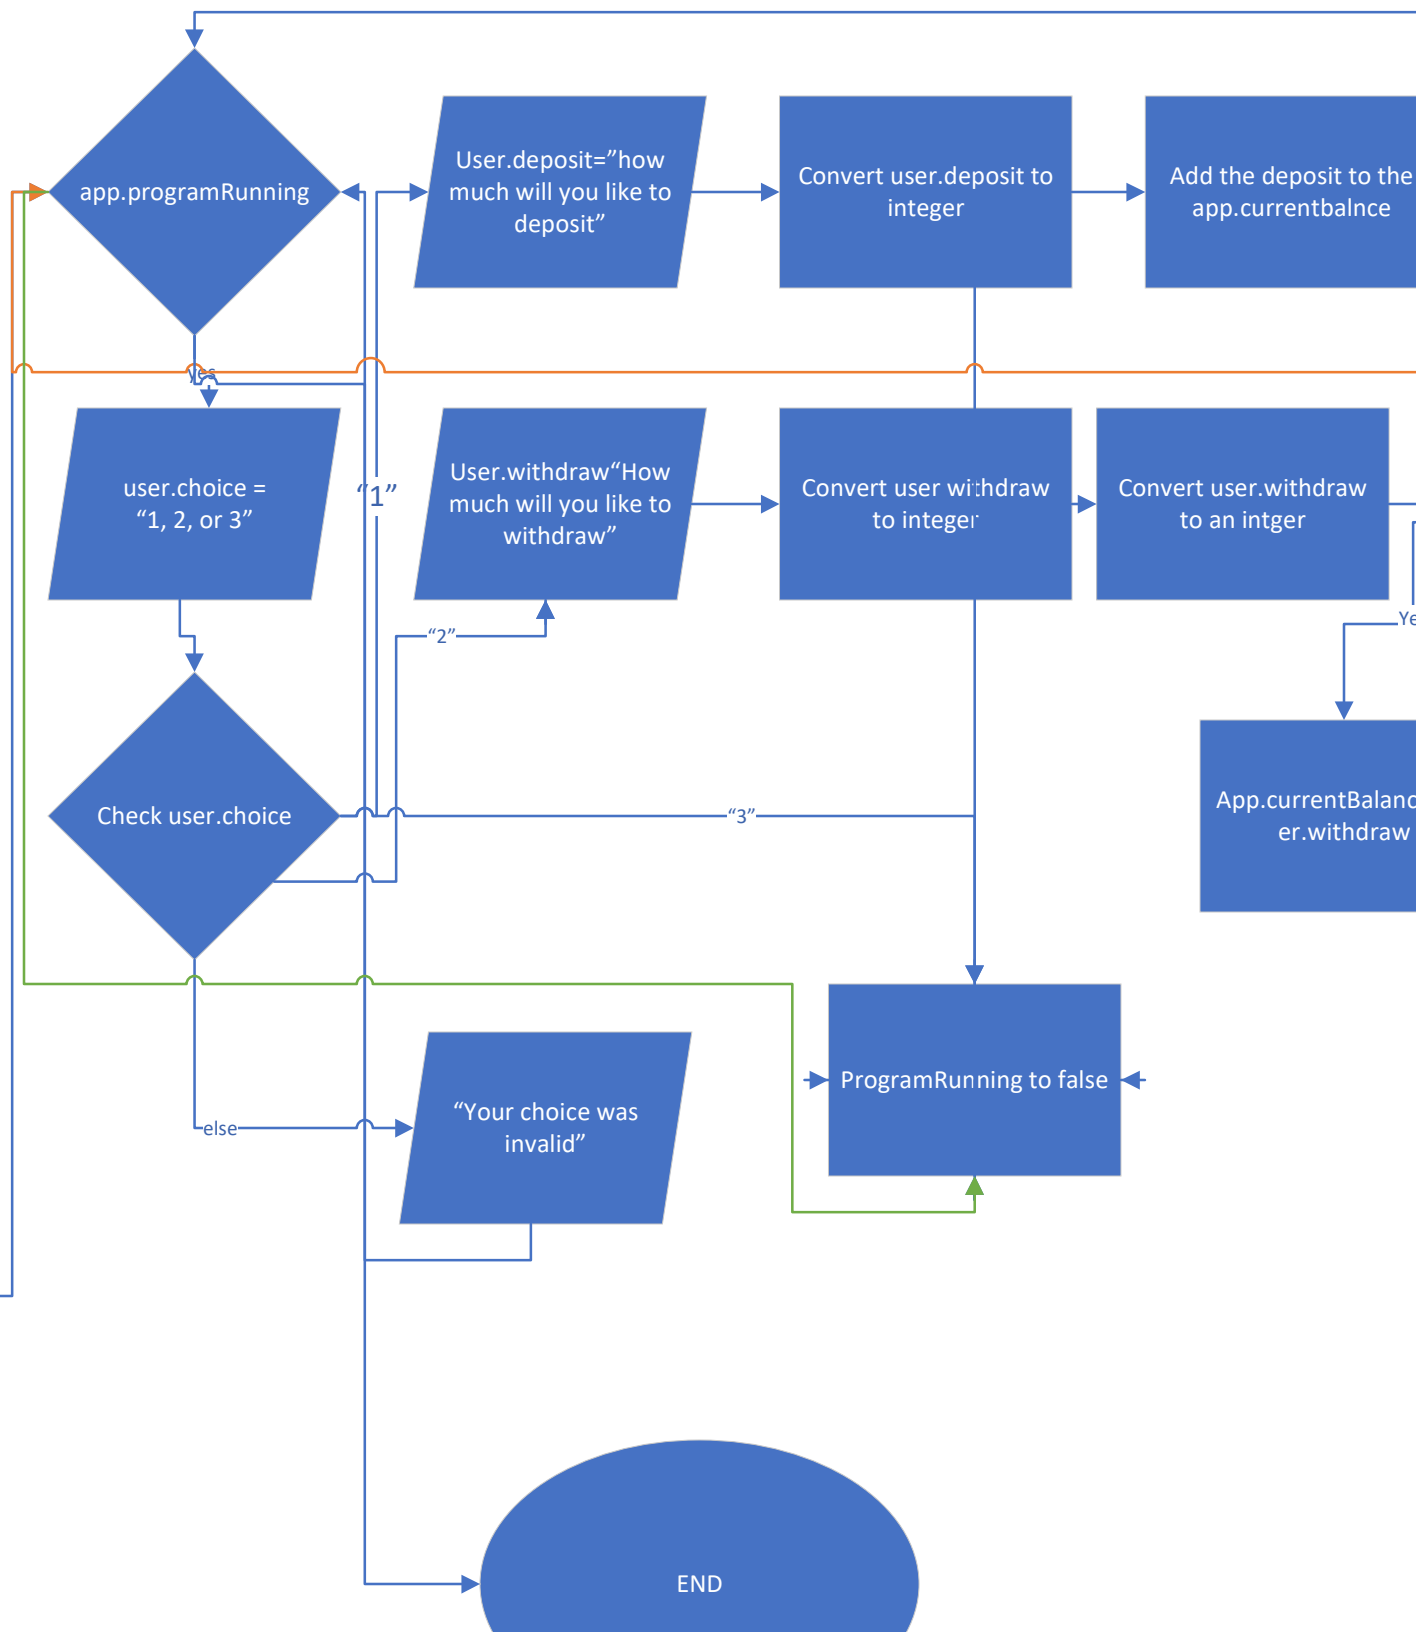 app.programRunning
User.deposit=”how
much will you like to
deposit”
Convert user.deposit to
integer
Add the deposit to the
app.currentbalnce
yes
user.choice =
“1, 2, or 3”
“1”
User.withdraw“How
much will you like to
withdraw”
Convert user withdraw
to integer
Convert user.withdraw
to an intger
“2”
Check user.choice
“3”
App.currentBalanc
er.withdraw
ProgramRunning to false
“Your choice was
invalid”
else
END